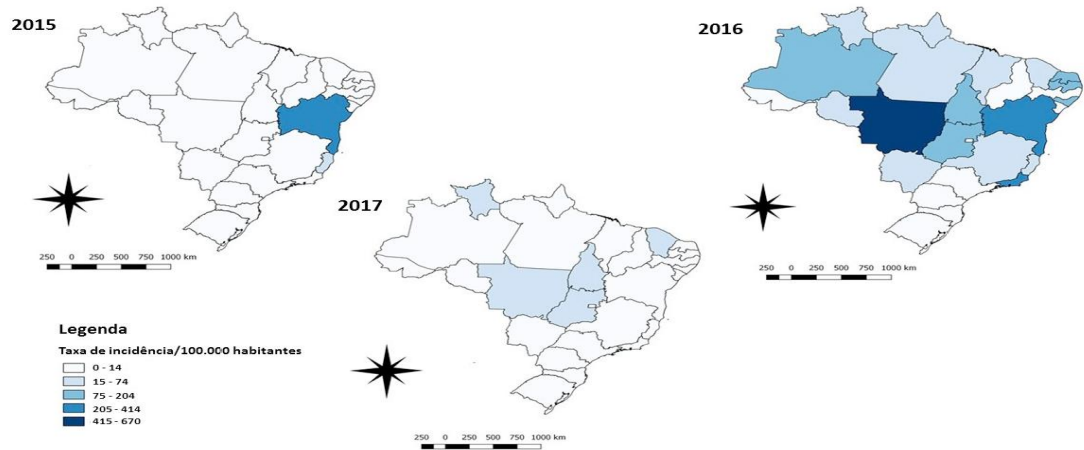 2015
2016
250 0 250 500 750 1000 km
250 0 250 500 750 1000 km
2017
Legenda
Taxa de incidência/100.000 habitantes
0 - 14
15 - 74
75 - 204
205 - 414
415 - 670
250 0 250 500 750 1000 km